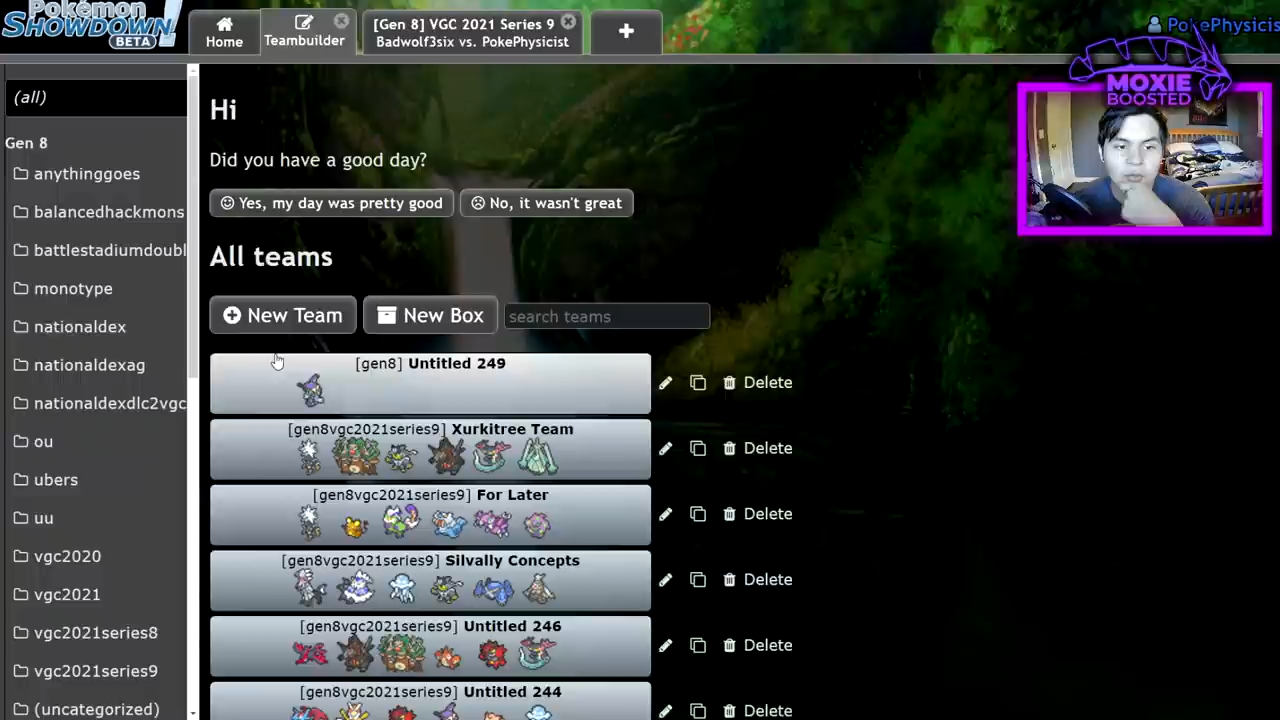 Pokémon
SHOWDOWN!
BETA
Home
Teambuilder
[Gen 8] VGC 2021 Series 9
Badwolf3six vs. PokePhysicist
PokePhysicis
MOXIE
BOOSTED
(all)
Gen 8
anythinggoes
balancedhackmons
battlestadiumdoubl
monotype
nationaldex
nationaldexag
nationaldexdlc2vgc
ou
ubers
uu
vgc2020
vgc2021
vgc2021series8
vgc2021series9
(uncategorized)
Hi
Did you have a good day?
Yes, my day was pretty good
No, it wasn't great
All teams
New Team
New Box
search teams
[gen8] Untitled 249
Delete
[gen8vgc2021series9] Xurkitree Team
Delete
[gen8vgc2021series9] For Later
Delete
[gen8vgc2021series9] Silvally Concepts
Delete
[gen8vgc2021series9] Untitled 246
Delete
[gen8vgc2021series9] Untitled 244
Delete